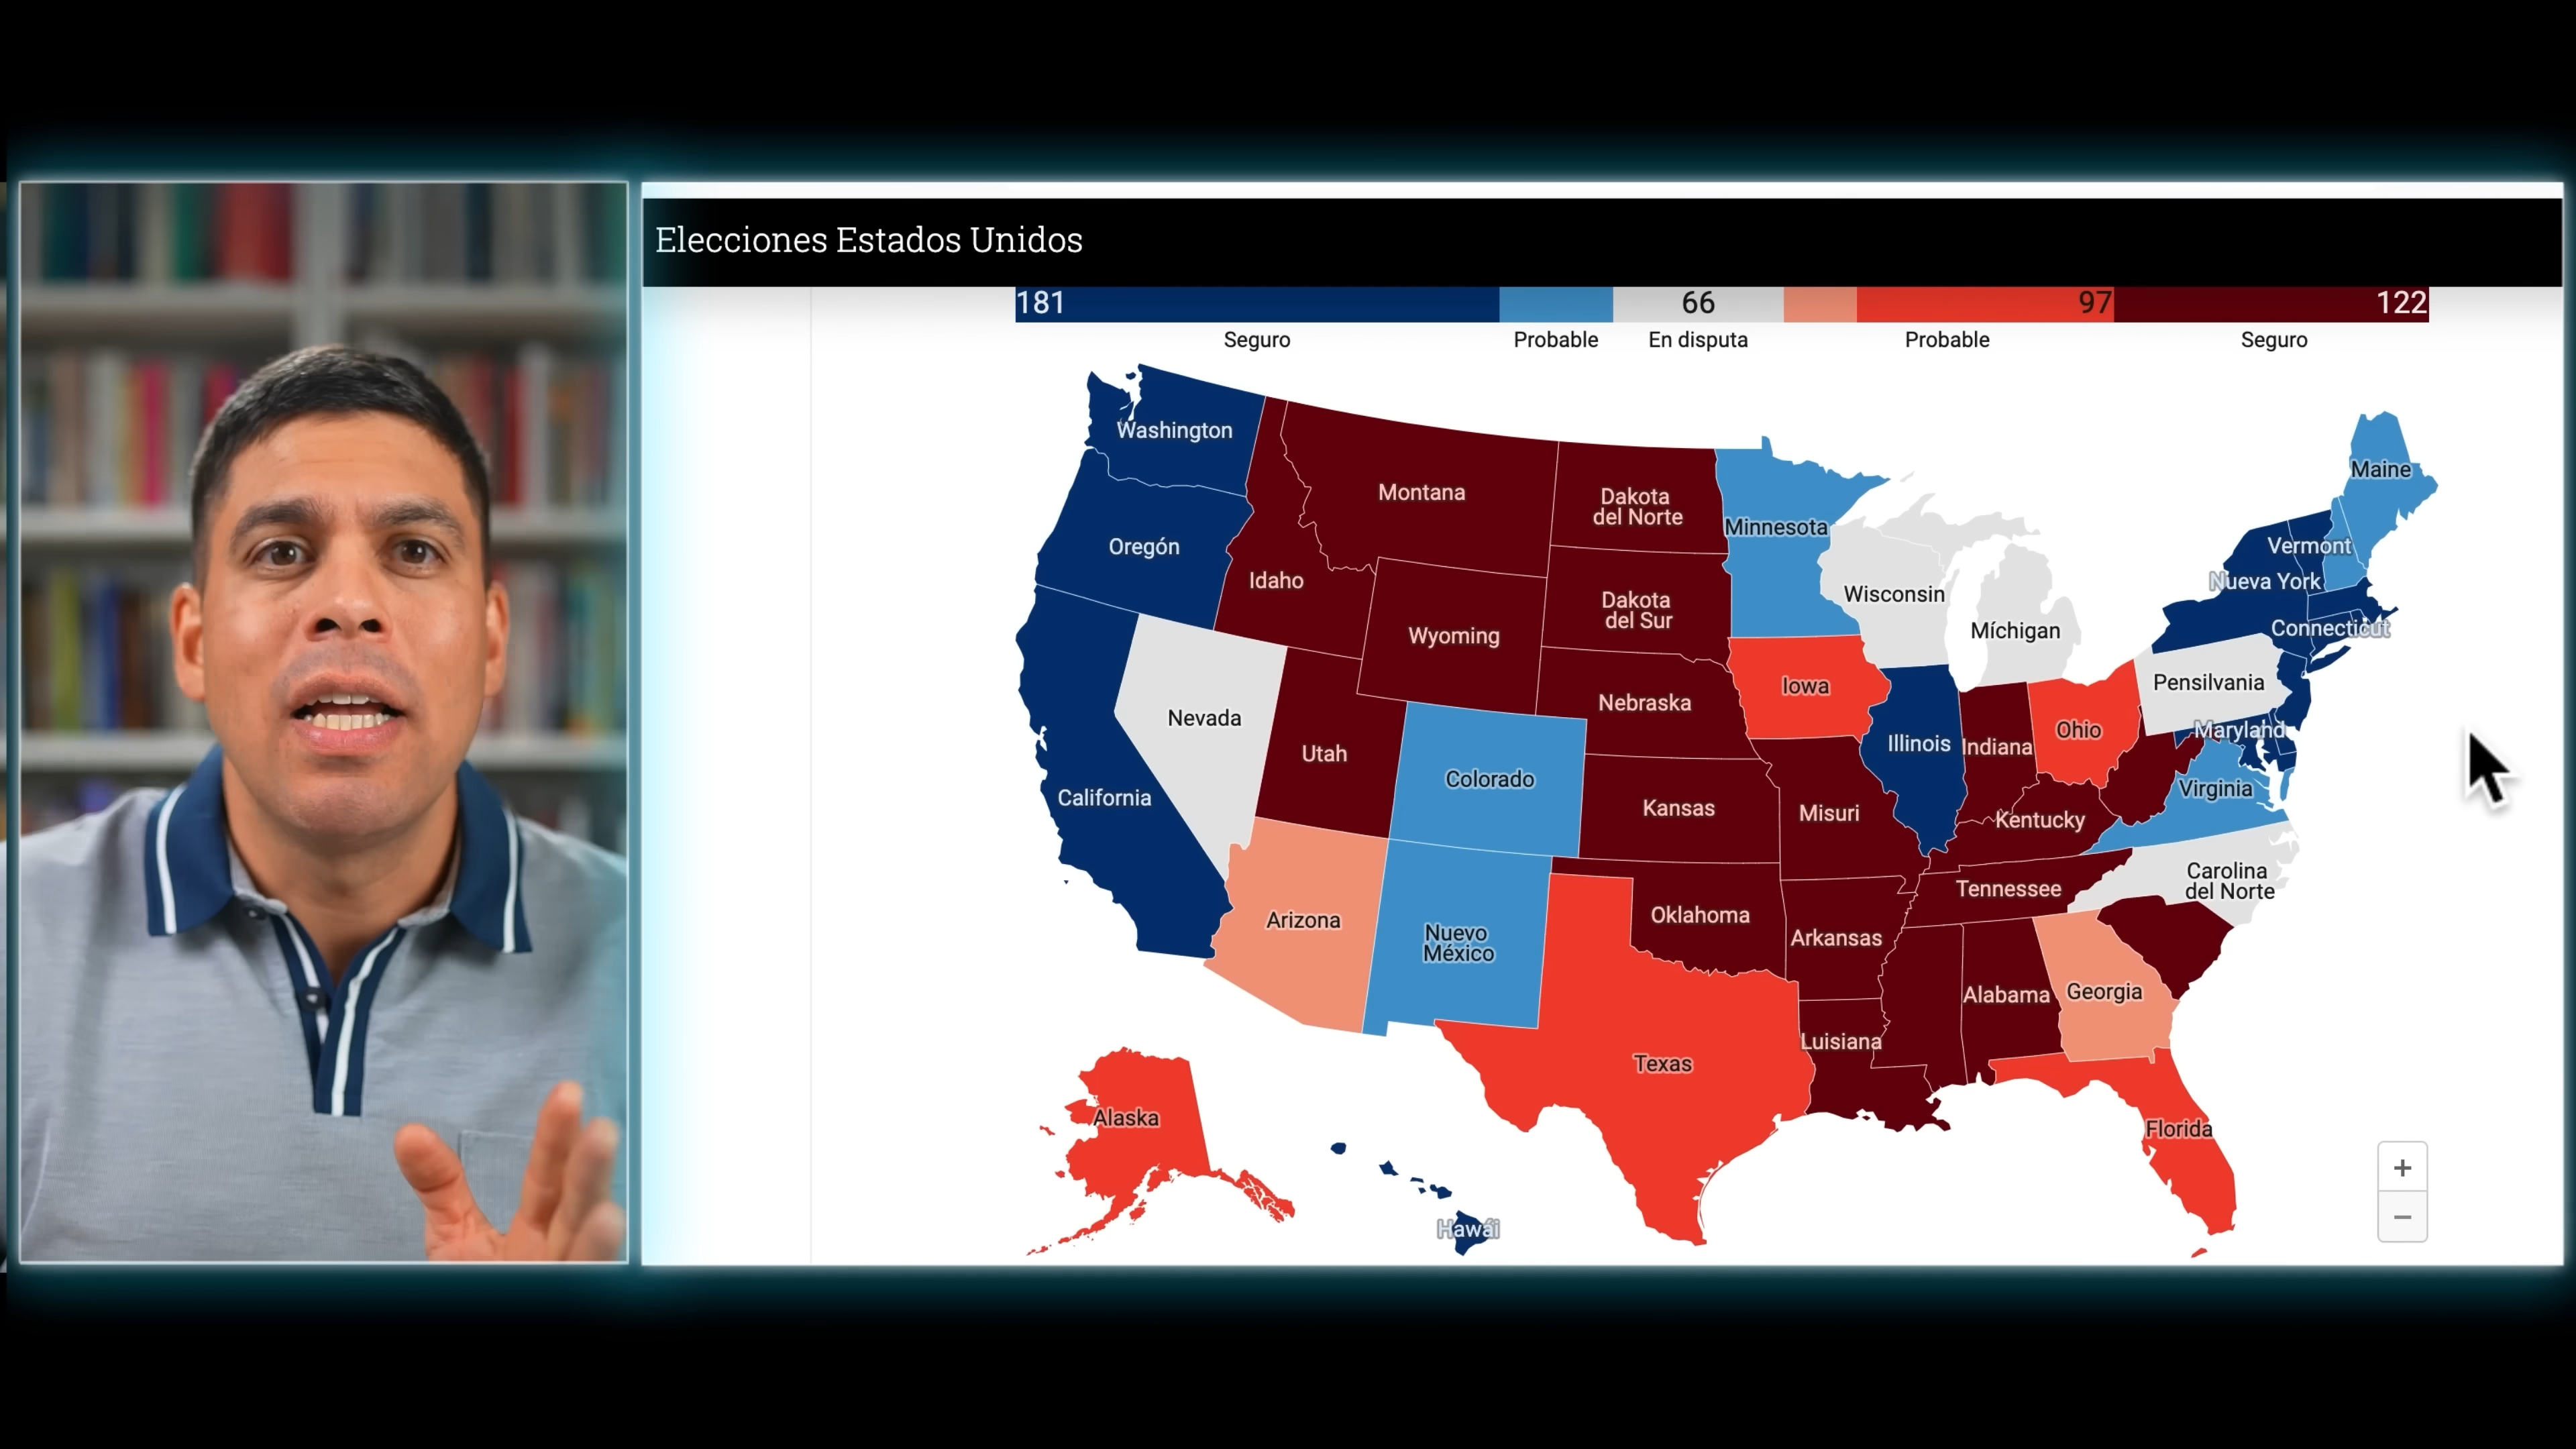 Elecciones Estados Unidos
181
66
97
122
Seguro
Probable
En disputa
Probable
Seguro
Washington
Montana
Dakota
del Norte
Minnesota
Maine
Oregón
Idaho
Vermont
Nueva York
Wisconsin
Dakota
del Sur
Wyoming
Míchigan
Connecticut
Iowa
Pensilvania
Nebraska
Nevada
Ohio
Maryland
Utah
Illinois
Indiana
Colorado
Virginia
California
Kansas
Misuri
Kentucky
Carolina
del Norte
Tennessee
Arizona
Oklahoma
Nuevo
México
Arkansas
Alabama
Georgia
Luisiana
Texas
Alaska
Florida
Hawái
+
−